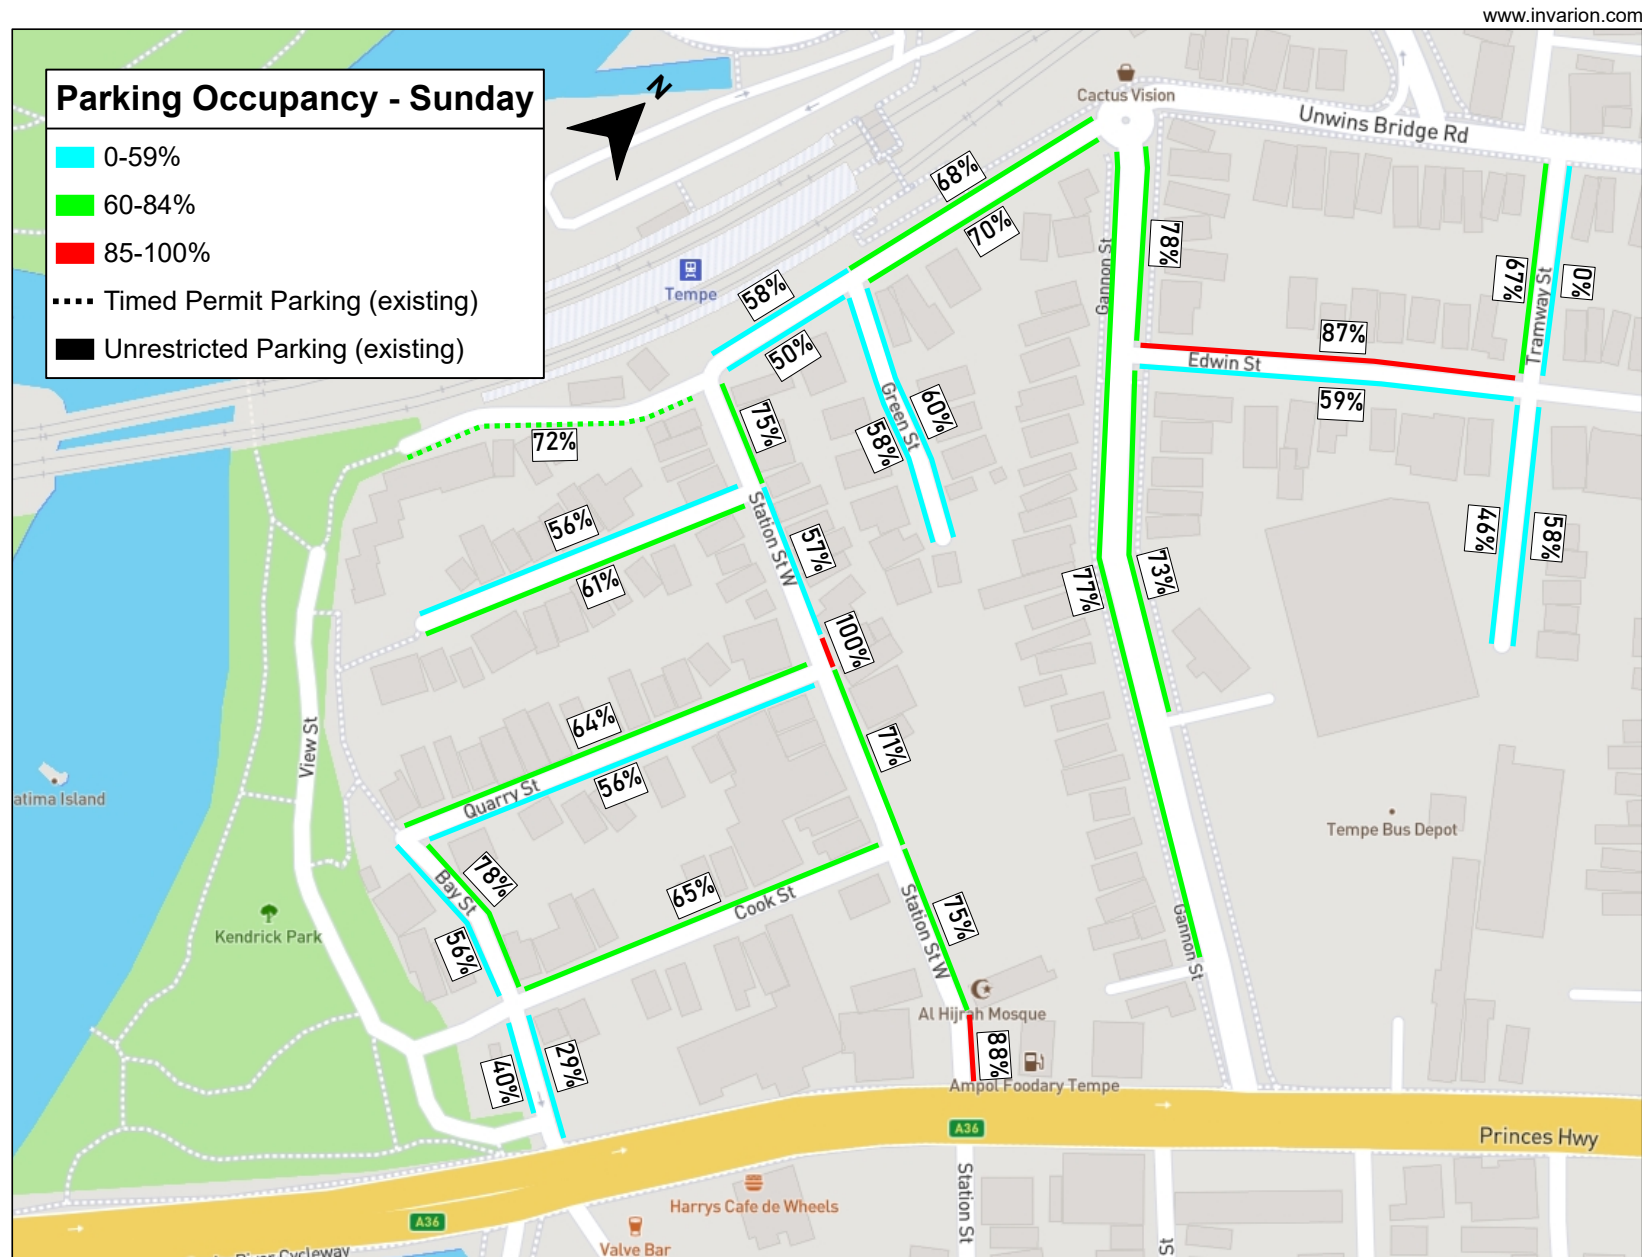 www.invarion.com
Parking Occupancy - Sunday
0-59%
60-84%
85-100%
Timed Permit Parking (existing)
Unrestricted Parking (existing)
N
Cactus Vision
Unwins Bridge Rd
68%
70%
Gannon St
78%
67%
0%
Tramway St
Tempe
58%
50%
87%
Edwin St
59%
72%
75%
Green St
60%
58%
56%
61%
Station St W
57%
46%
58%
77%
73%
100%
64%
56%
Quarry St
71%
View St
atima Island
Tempe Bus Depot
Bay St
78%
56%
65%
Cook St
Station St W
75%
Gannon St
Kendrick Park
Al Hijrah Mosque
40%
29%
88%
Ampol Foodary Tempe
A36
Princes Hwy
Station St
Harrys Cafe de Wheels
A36
Valve Bar
River Cycleway
St